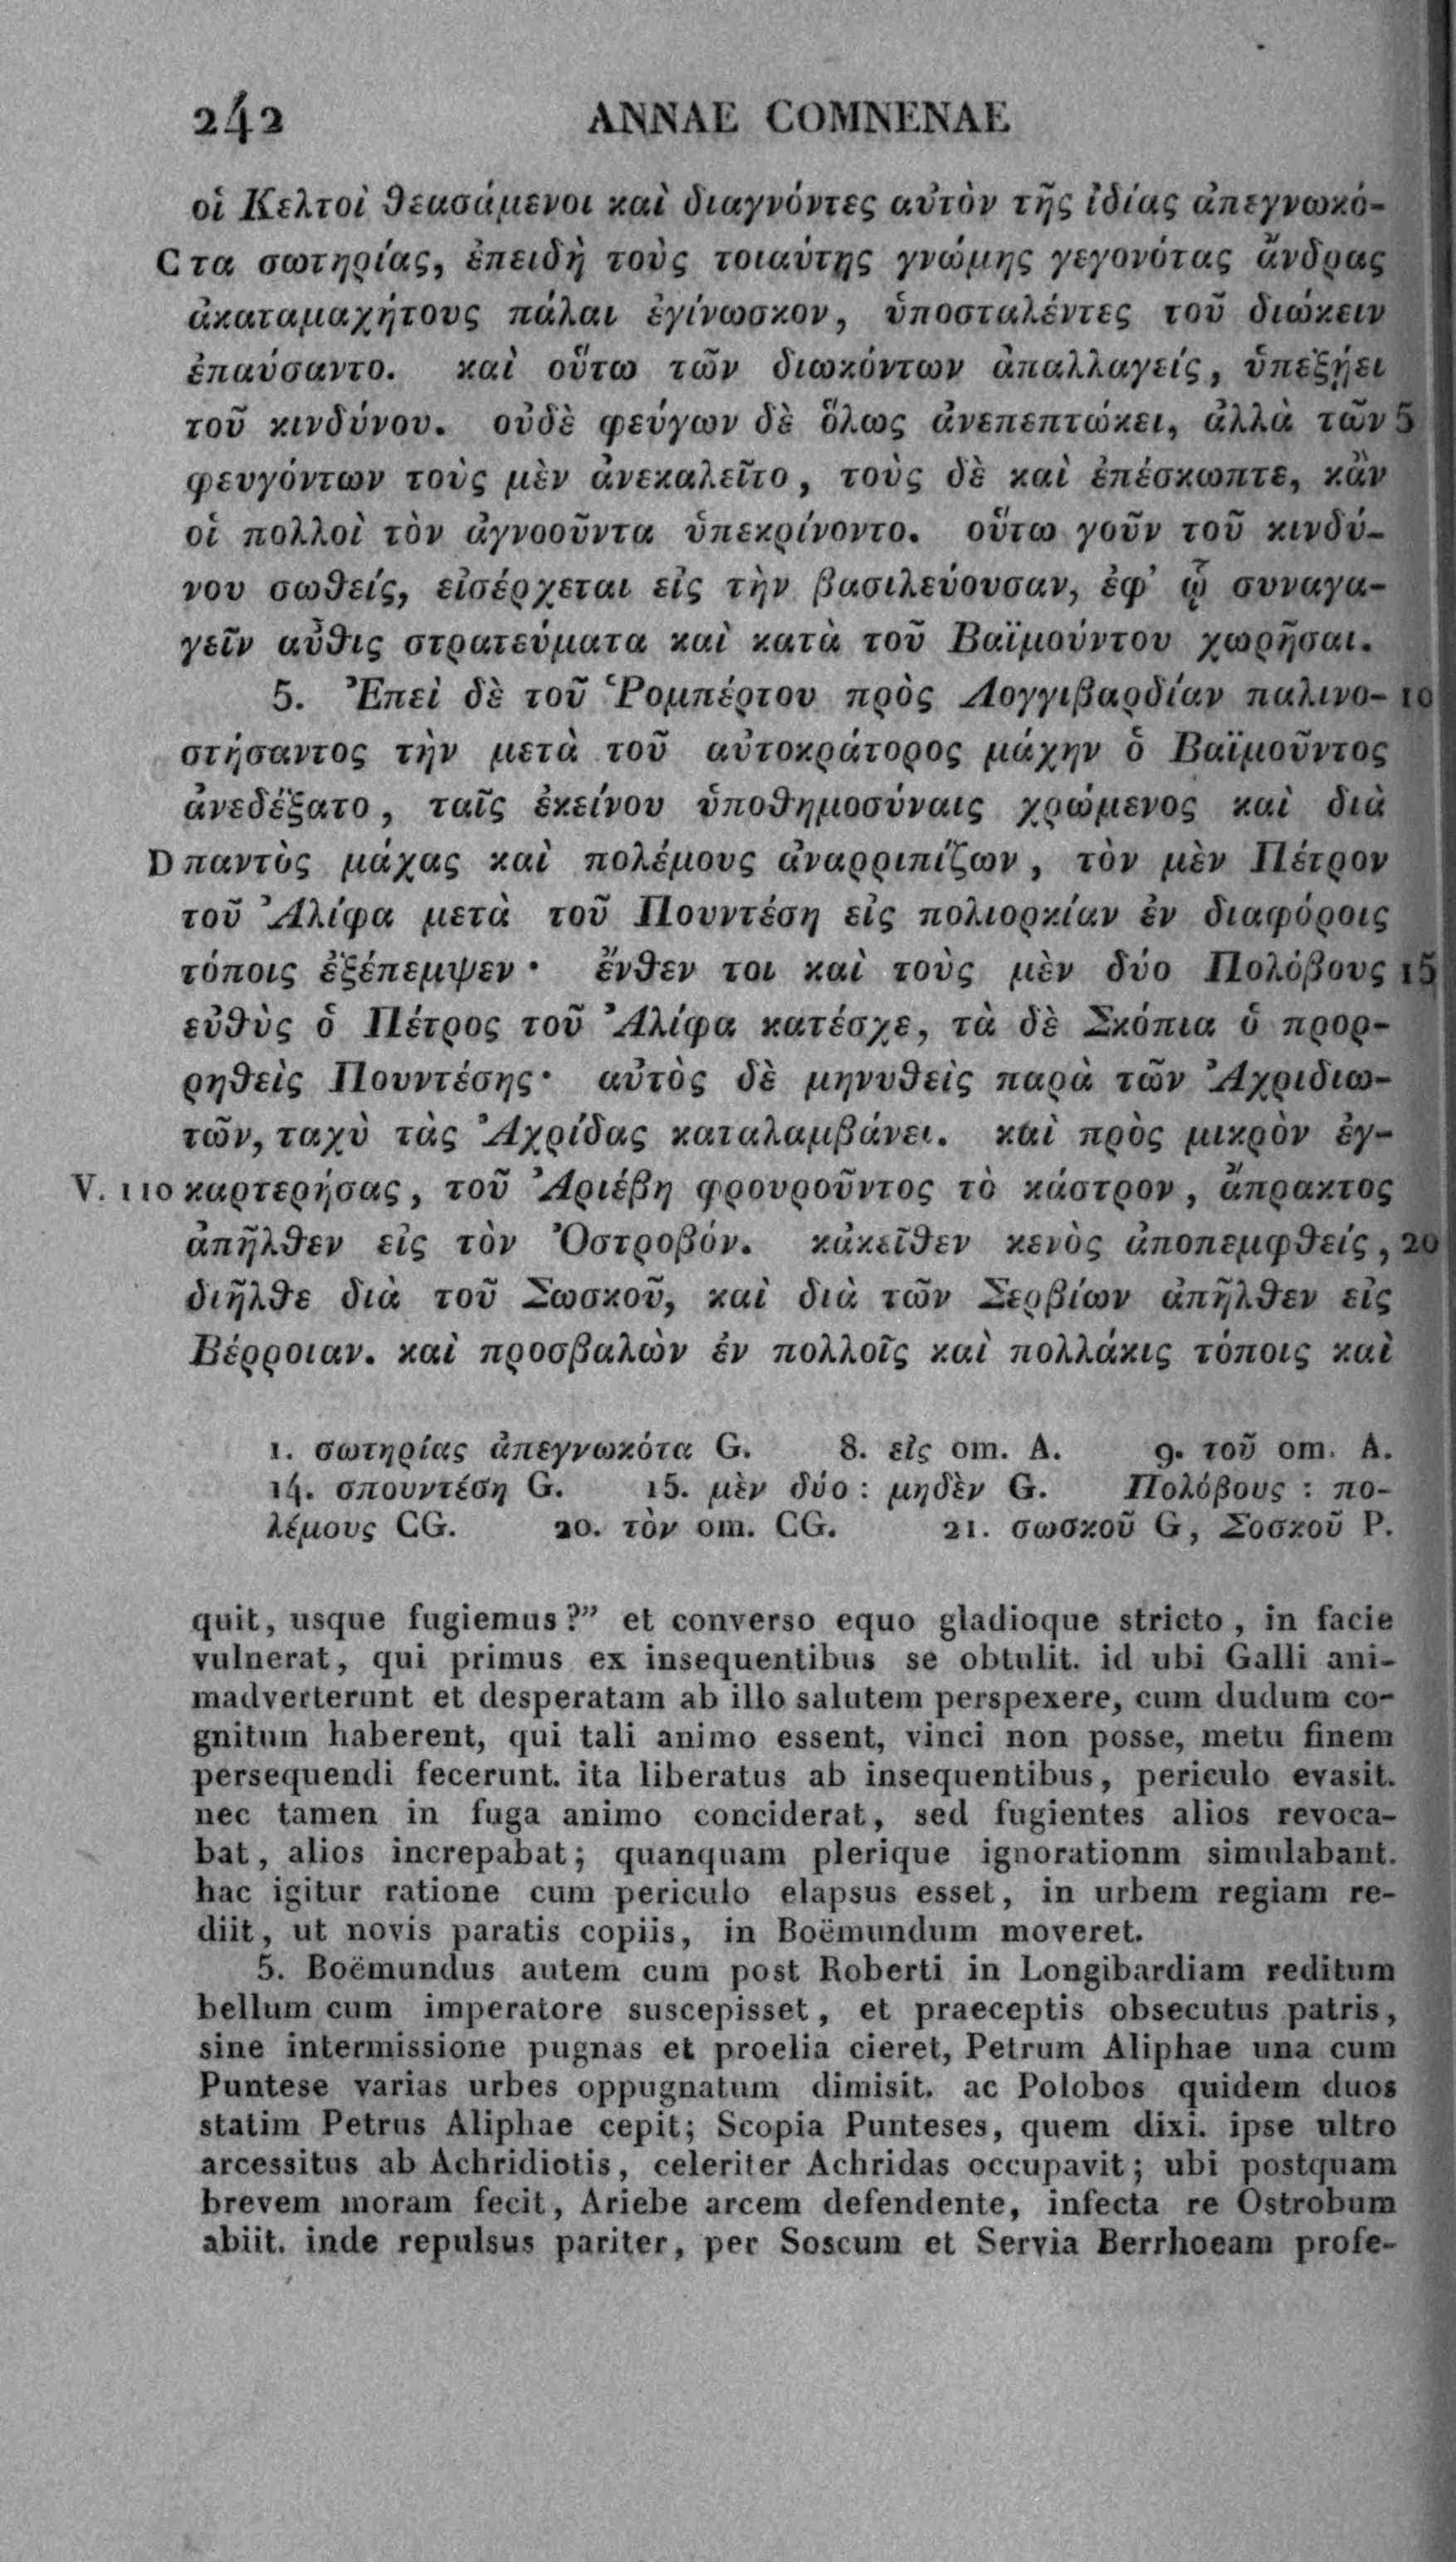 242 ANNAE COMNENAE
οἱ Κελτοὶ θεασάμενοι καὶ διαγνόντες αὐτὸν τῆς ἰδίας ἀπεγνωκό-
C τα σωτηρίας, ἐπειδὴ τοὺς τοιαύτης γνώμης γεγονότας ἄνδρας
ἀκαταμαχήτους πάλαι ἐγίνωσκον, ὑποσταλέντες τοῦ διώκειν
ἐπαύσαντο. καὶ οὕτω τῶν διωκόντων ἀπαλλαγείς, ὑπεξῄει
τοῦ κινδύνου. οὐδὲ φεύγων δὲ ὅλως ἀνεπεπτώκει, ἀλλὰ τῶν 5
φευγόντων τοὺς μὲν ἀνεκαλεῖτο, τοὺς δὲ καὶ ἐπέσκωπτε, κἂν
οἱ πολλοὶ τὸν ἀγνοοῦντα ὑπεκρίνοντο. οὕτω γοῦν τοῦ κινδύ-
νου σωθείς, εἰσέρχεται εἰς τὴν βασιλεύουσαν, ἐφ' ᾧ συναγα-
γεῖν αὖθις στρατεύματα καὶ κατὰ τοῦ Βαϊμούντου χωρῆσαι.
5. Ἐπεὶ δὲ τοῦ Ῥομπέρτου πρὸς Λογγιβαρδίαν παλινο- 10
στήσαντος τὴν μετὰ τοῦ αὐτοκράτορος μάχην ὁ Βαϊμοῦντος
ἀνεδέξατο, ταῖς ἐκείνου ὑποθημοσύναις χρώμενος καὶ διὰ
D παντὸς μάχας καὶ πολέμους ἀναρριπίζων, τὸν μὲν Πέτρον
τοῦ Ἀλίφα μετὰ τοῦ Πουντέση εἰς πολιορκίαν ἐν διαφόροις
τόποις ἐξέπεμψεν· ἔνθεν τοι καὶ τοὺς μὲν δύο Πολόβους 15
εὐθὺς ὁ Πέτρος τοῦ Ἀλίφα κατέσχε, τὰ δὲ Σκόπια ὁ προρ-
ρηθεὶς Πουντέσης· αὐτὸς δὲ μηνυθεὶς παρὰ τῶν Ἀχριδιω-
τῶν, ταχὺ τὰς Ἀχρίδας καταλαμβάνει. καὶ πρὸς μικρὸν ἐγ-
V. 110 καρτερήσας, τοῦ Ἀριέβη φρουροῦντος τὸ κάστρον, ἄπρακτος
ἀπῆλθεν εἰς τὸν Ὀστροβόν. κἀκεῖθεν κενὸς ἀποπεμφθείς, 20
διῆλθε διὰ τοῦ Σωσκοῦ, καὶ διὰ τῶν Σερβίων ἀπῆλθεν εἰς
Βέρροιαν. καὶ προσβαλὼν ἐν πολλοῖς καὶ πολλάκις τόποις καὶ
1. σωτηρίας ἀπεγνωκότα G. 8. εἰς om. A. 9. τοῦ om. A.
14. σπουντέση G. 15. μὲν δύο : μηδὲν G. Πολόβους : πο-
λέμους CG. 20. τὸν om. CG. 21. σωσκοῦ G, Σοσκοῦ P.
quit, usque fugiemus?" et converso equo gladioque stricto, in facie
vulnerat, qui primus ex insequentibus se obtulit. id ubi Galli ani-
madverterunt et desperatam ab illo salutem perspexere, cum dudum co-
gnitum haberent, qui tali animo essent, vinci non posse, metu finem
persequendi fecerunt. ita liberatus ab insequentibus, periculo evasit.
nec tamen in fuga animo conciderat, sed fugientes alios revoca-
bat, alios increpabat; quanquam plerique ignorationm simulabant.
hac igitur ratione cum periculo elapsus esset, in urbem regiam re-
diit, ut novis paratis copiis, in Boëmundum moveret.
5. Boëmundus autem cum post Roberti in Longibardiam reditum
bellum cum imperatore suscepisset, et praeceptis obsecutus patris,
sine intermissione pugnas et proelia cieret, Petrum Aliphae una cum
Puntese varias urbes oppugnatum dimisit. ac Polobos quidem duos
statim Petrus Aliphae cepit; Scopia Punteses, quem dixi. ipse ultro
arcessitus ab Achridiotis, celeriter Achridas occupavit; ubi postquam
brevem moram fecit, Ariebe arcem defendente, infecta re Ostrobum
abiit. inde repulsus pariter, per Soscum et Servia Berrhoeam profe-